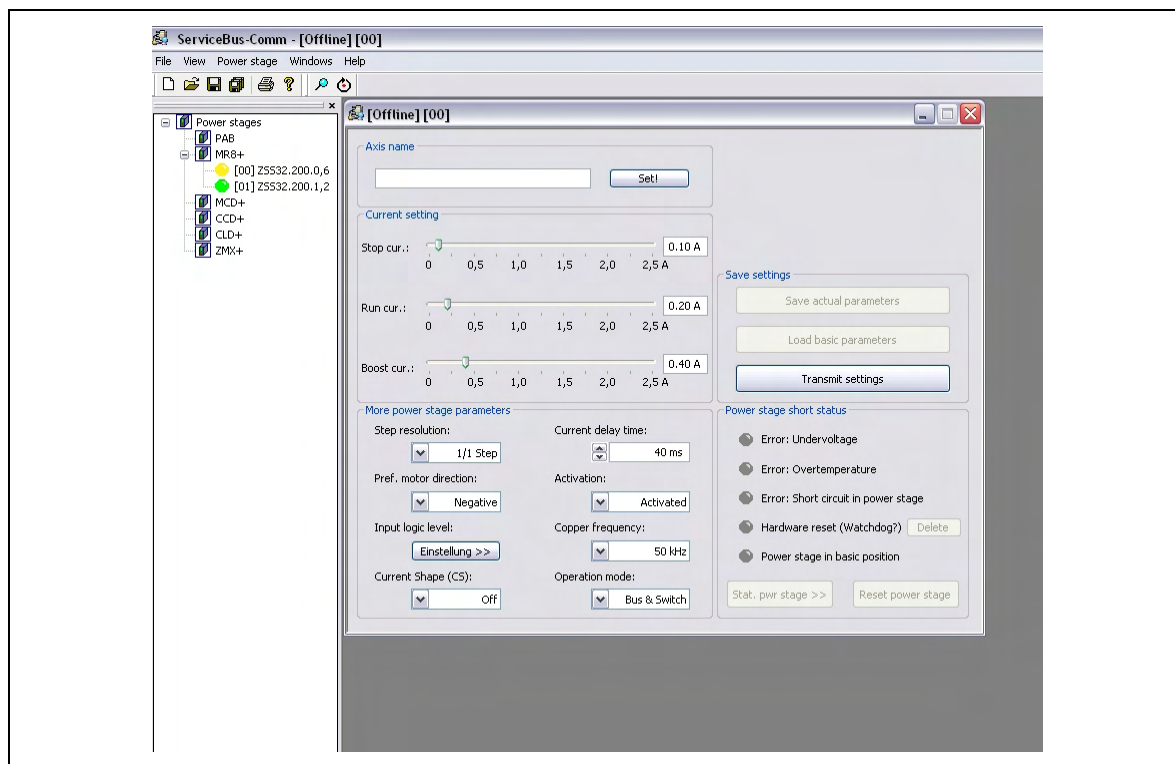 ServiceBus-Comm - [Offline] [00]
File View Power stage Windows Help
Power stages
PAB
MR8+
[00] ZSS32.200.0,6
[01] ZSS32.200.1,2
MCD+
CCD+
CLD+
ZMX+
[Offline] [00]
Axis name
Set!
Current setting
Stop cur.: 0.10 A
0 0,5 1,0 1,5 2,0 2,5 A
Run cur.: 0.20 A
0 0,5 1,0 1,5 2,0 2,5 A
Boost cur.: 0.40 A
0 0,5 1,0 1,5 2,0 2,5 A
Save settings
Save actual parameters
Load basic parameters
Transmit settings
More power stage parameters
Step resolution: Current delay time:
1/1 Step 40 ms
Pref. motor direction: Activation:
Negative Activated
Input logic level: Copper frequency:
Einstellung >> 50 kHz
Current Shape (CS): Operation mode:
Off Bus & Switch
Power stage short status
Error: Undervoltage
Error: Overtemperature
Error: Short circuit in power stage
Hardware reset (Watchdog?) Delete
Power stage in basic position
Stat. pwr stage >> Reset power stage